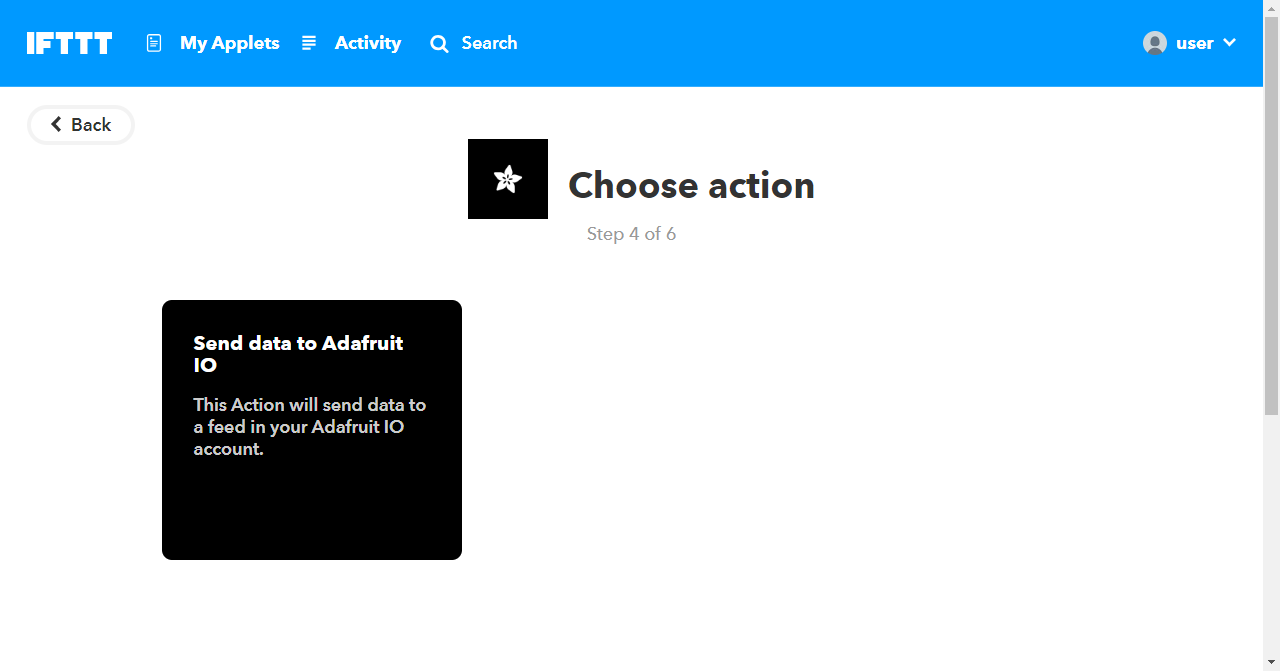 IFTTT My Applets Activity Search user
Back
Choose action
Step 4 of 6
Send data to Adafruit
IO
This Action will send data to
a feed in your Adafruit IO
account.